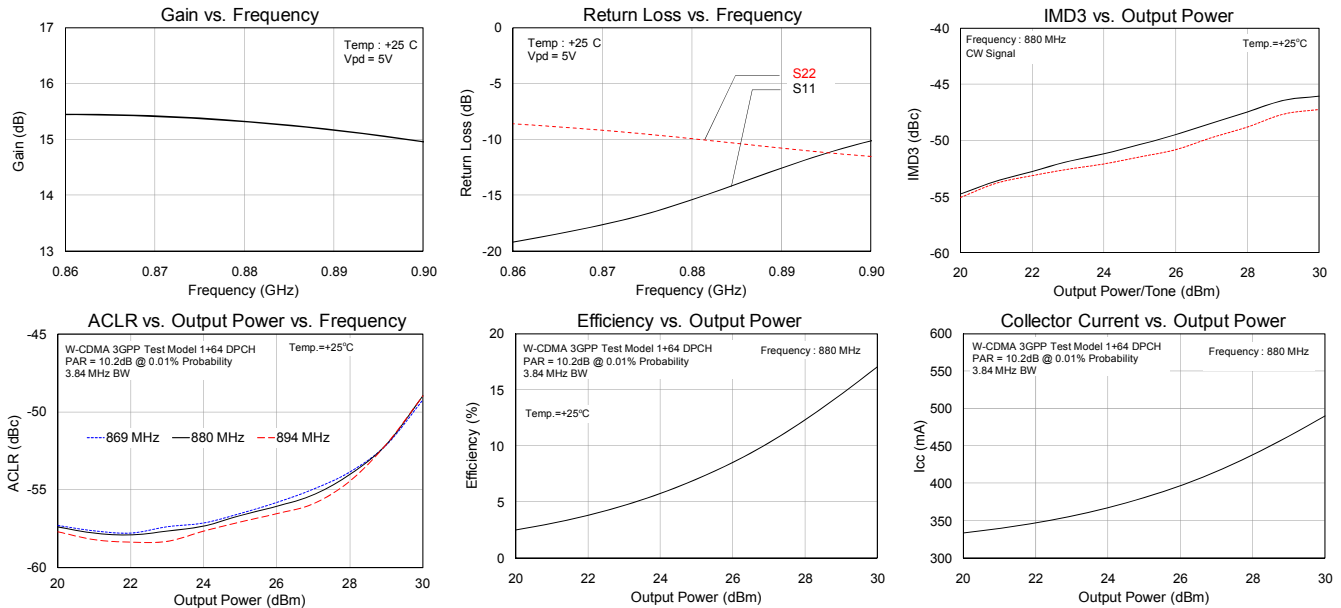 Gain vs. Frequency
17
16
15
14
13
Gain (dB)
Temp : +25 C
Vpd = 5V
0.86
0.87
0.88
0.89
0.90
Frequency (GHz)
Return Loss vs. Frequency
0
-5
-10
-15
-20
Return Loss (dB)
Temp : +25 C
Vpd = 5V
S22
S11
0.86
0.87
0.88
0.89
0.90
Frequency (GHz)
IMD3 vs. Output Power
-40
-45
-50
-55
-60
IMD3 (dBc)
Frequency : 880 MHz
CW Signal
Temp.=+25°C
20
22
24
26
28
30
Output Power/Tone (dBm)
ACLR vs. Output Power vs. Frequency
-45
-50
-55
-60
ACLR (dBc)
W-CDMA 3GPP Test Model 1+64 DPCH
PAR = 10.2dB @ 0.01% Probability
3.84 MHz BW
Temp.=+25°C
869 MHz
880 MHz
894 MHz
20
22
24
26
28
30
Output Power (dBm)
Efficiency vs. Output Power
20
15
10
5
0
Efficiency (%)
W-CDMA 3GPP Test Model 1+64 DPCH
PAR = 10.2dB @ 0.01% Probability
3.84 MHz BW
Frequency : 880 MHz
Temp.=+25°C
20
22
24
26
28
30
Output Power (dBm)
Collector Current vs. Output Power
600
550
500
450
400
350
300
Icc (mA)
W-CDMA 3GPP Test Model 1+64 DPCH
PAR = 10.2dB @ 0.01% Probability
3.84 MHz BW
Frequency : 880 MHz
20
22
24
26
28
30
Output Power (dBm)